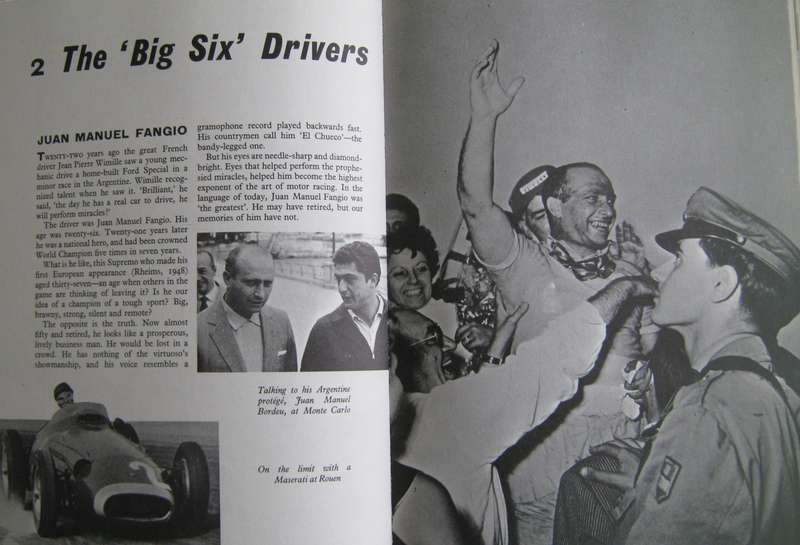 2 The ‘Big Six’ Drivers
JUAN MANUEL FANGIO
TWENTY-TWO years ago the great French
driver Jean Pierre Wimille saw a young mec-
hanic drive a home-built Ford Special in a
minor race in the Argentine. Wimille recog-
nized talent when he saw it. ‘Brilliant,’ he
said, ‘the day he has a real car to drive, he
will perform miracles!’
The driver was Juan Manuel Fangio. His
age was twenty-six. Twenty-one years later
he was a national hero, and had been crowned
World Champion five times in seven years.
What is he like, this Supremo who made his
first European appearance (Rheims, 1948)
aged thirty-seven—an age when others in the
game are thinking of leaving it? Is he our
idea of a champion of a tough sport? Big,
brawny, strong, silent and remote?
The opposite is the truth. Now almost
fifty and retired, he looks like a prosperous,
lively business man. He would be lost in a
crowd. He has nothing of the virtuoso's
showmanship, and his voice resembles a
gramophone record played backwards fast.
His countrymen call him ‘El Chueco’—the
bandy-legged one.
But his eyes are needle-sharp and diamond-
bright. Eyes that helped perform the prophe-
sied miracles, helped him become the highest
exponent of the art of motor racing. In the
language of today, Juan Manuel Fangio was
‘the greatest’. He may have retired, but our
memories of him have not.
Talking to his Argentine
protégé, Juan Manuel
Bordeu, at Monte Carlo
On the limit with a
Maserati at Rouen
2